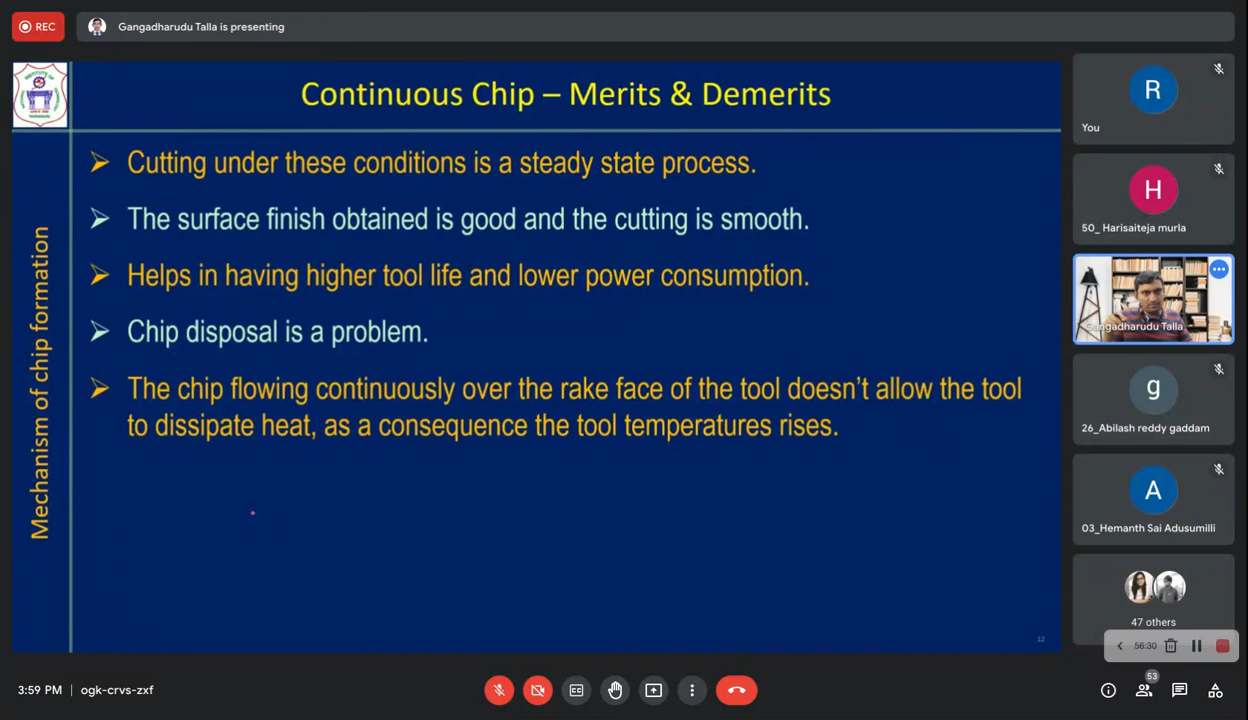 REC
Gangadharudu Talla is presenting
Continuous Chip – Merits & Demerits
Mechanism of chip formation
➢ Cutting under these conditions is a steady state process.
➢ The surface finish obtained is good and the cutting is smooth.
➢ Helps in having higher tool life and lower power consumption.
➢ Chip disposal is a problem.
➢ The chip flowing continuously over the rake face of the tool doesn’t allow the tool
to dissipate heat, as a consequence the tool temperatures rises.
12
R
You
H
50_ Harisaiteja murla
Gangadharudu Talla
g
26_Abilash reddy gaddam
A
03_Hemanth Sai Adusumilli
47 others
56:30
3:59 PM | ogk-crvs-zxf
CC
53